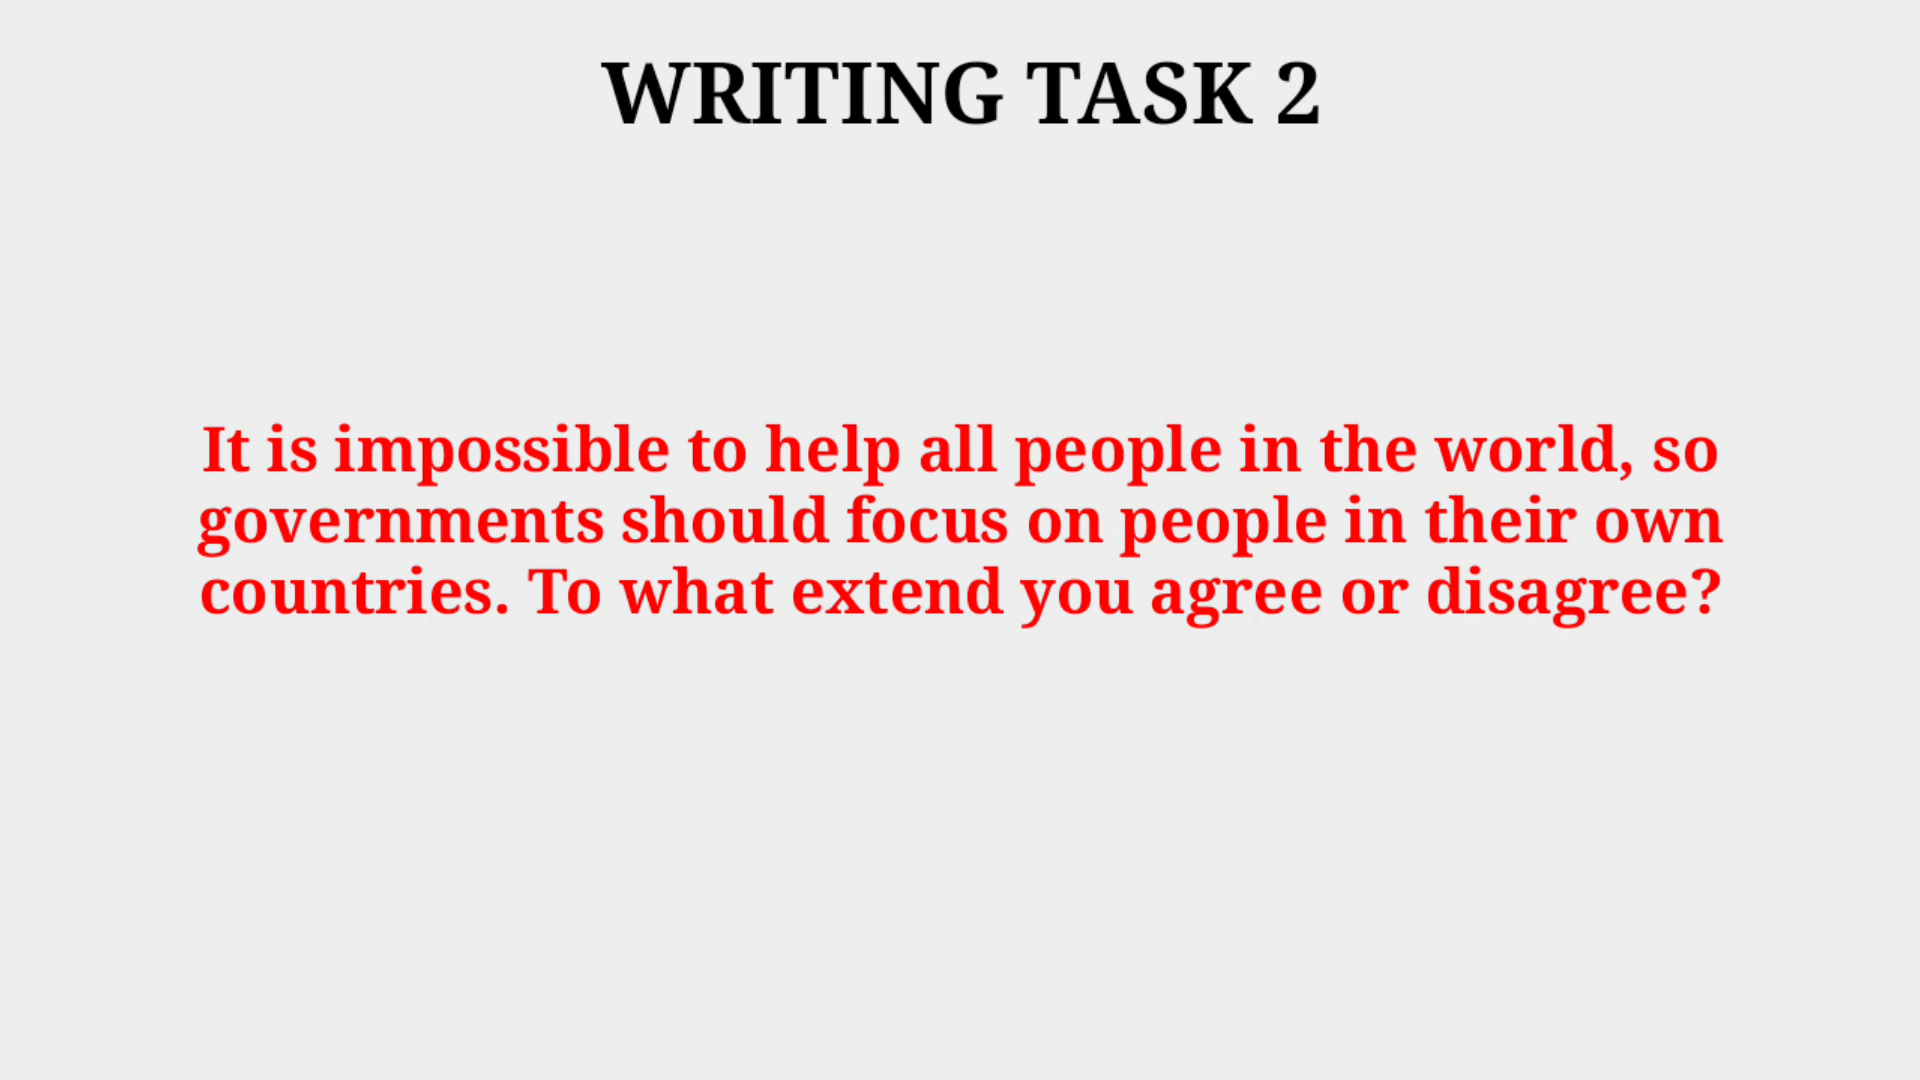 WRITING TASK 2
It is impossible to help all people in the world, so
governments should focus on people in their own
countries. To what extend you agree or disagree?